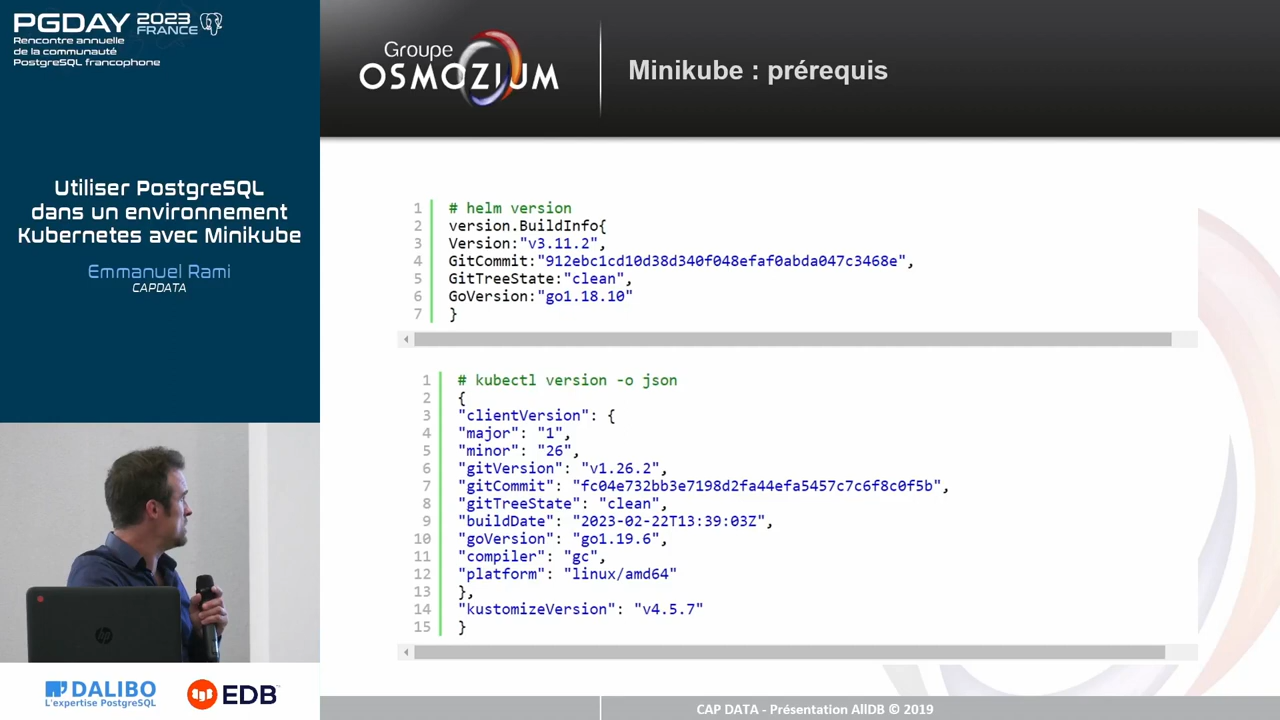 PGDAY 2023 FRANCE
Rencontre annuelle
de la communauté
PostgreSQL francophone
Utiliser PostgreSQL
dans un environnement
Kubernetes avec Minikube
Emmanuel Rami
CAPDATA
DALIBO
L'expertise PostgreSQL
EDB
Groupe
OSMOZIUM
Minikube : prérequis
1 # helm version
2 version.BuildInfo{
3 Version:"v3.11.2",
4 GitCommit:"912ebc1cd10d38d340f048efaf0abda047c3468e",
5 GitTreeState:"clean",
6 GoVersion:"go1.18.10"
7 }
1 # kubectl version -o json
2 {
3 "clientVersion": {
4 "major": "1",
5 "minor": "26",
6 "gitVersion": "v1.26.2",
7 "gitCommit": "fc04e732bb3e7198d2fa44efa5457c7c6f8c0f5b",
8 "gitTreeState": "clean",
9 "buildDate": "2023-02-22T13:39:03Z",
10 "goVersion": "go1.19.6",
11 "compiler": "gc",
12 "platform": "linux/amd64"
13 },
14 "kustomizeVersion": "v4.5.7"
15 }
CAP DATA - Présentation AllDB © 2019